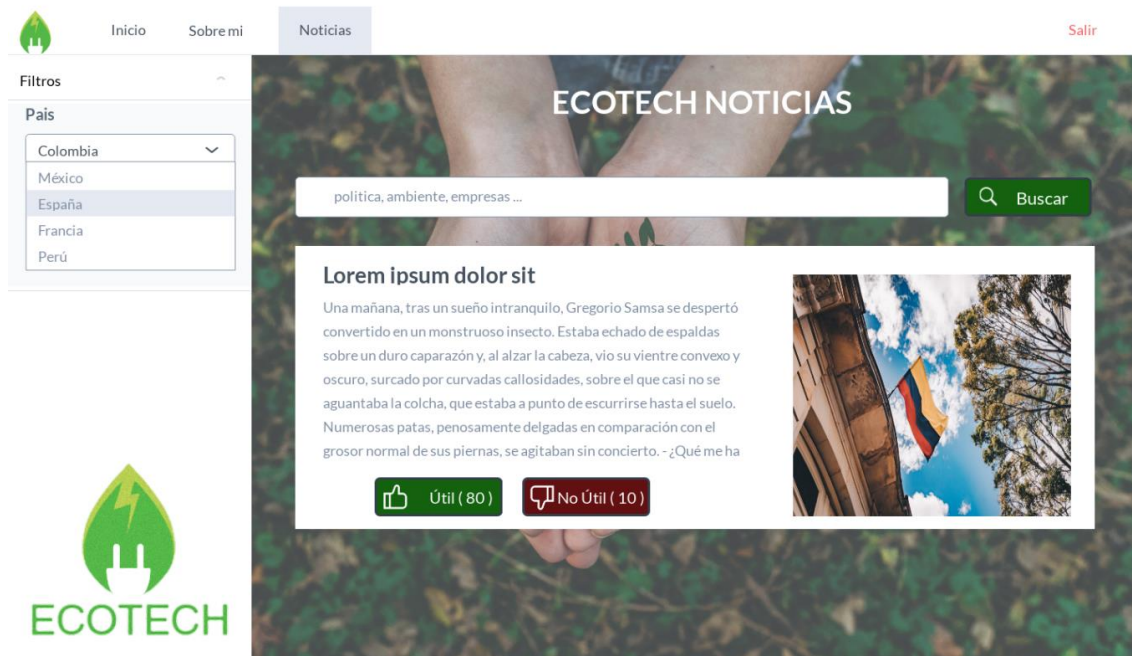 Inicio
Sobre mi
Noticias
Salir
Filtros
Pais
Colombia
México
España
Francia
Perú
ECOTECH
ECOTECH NOTICIAS
politica, ambiente, empresas ...
Buscar
Lorem ipsum dolor sit
Una mañana, tras un sueño intranquilo, Gregorio Samsa se despertó
convertido en un monstruoso insecto. Estaba echado de espaldas
sobre un duro caparazón y, al alzar la cabeza, vio su vientre convexo y
oscuro, surcado por curvadas callosidades, sobre el que casi no se
aguantaba la colcha, que estaba a punto de escurrirse hasta el suelo.
Numerosas patas, penosamente delgadas en comparación con el
grosor normal de sus piernas, se agitaban sin concierto. - ¿Qué me ha
Útil ( 80 )
No Útil ( 10 )